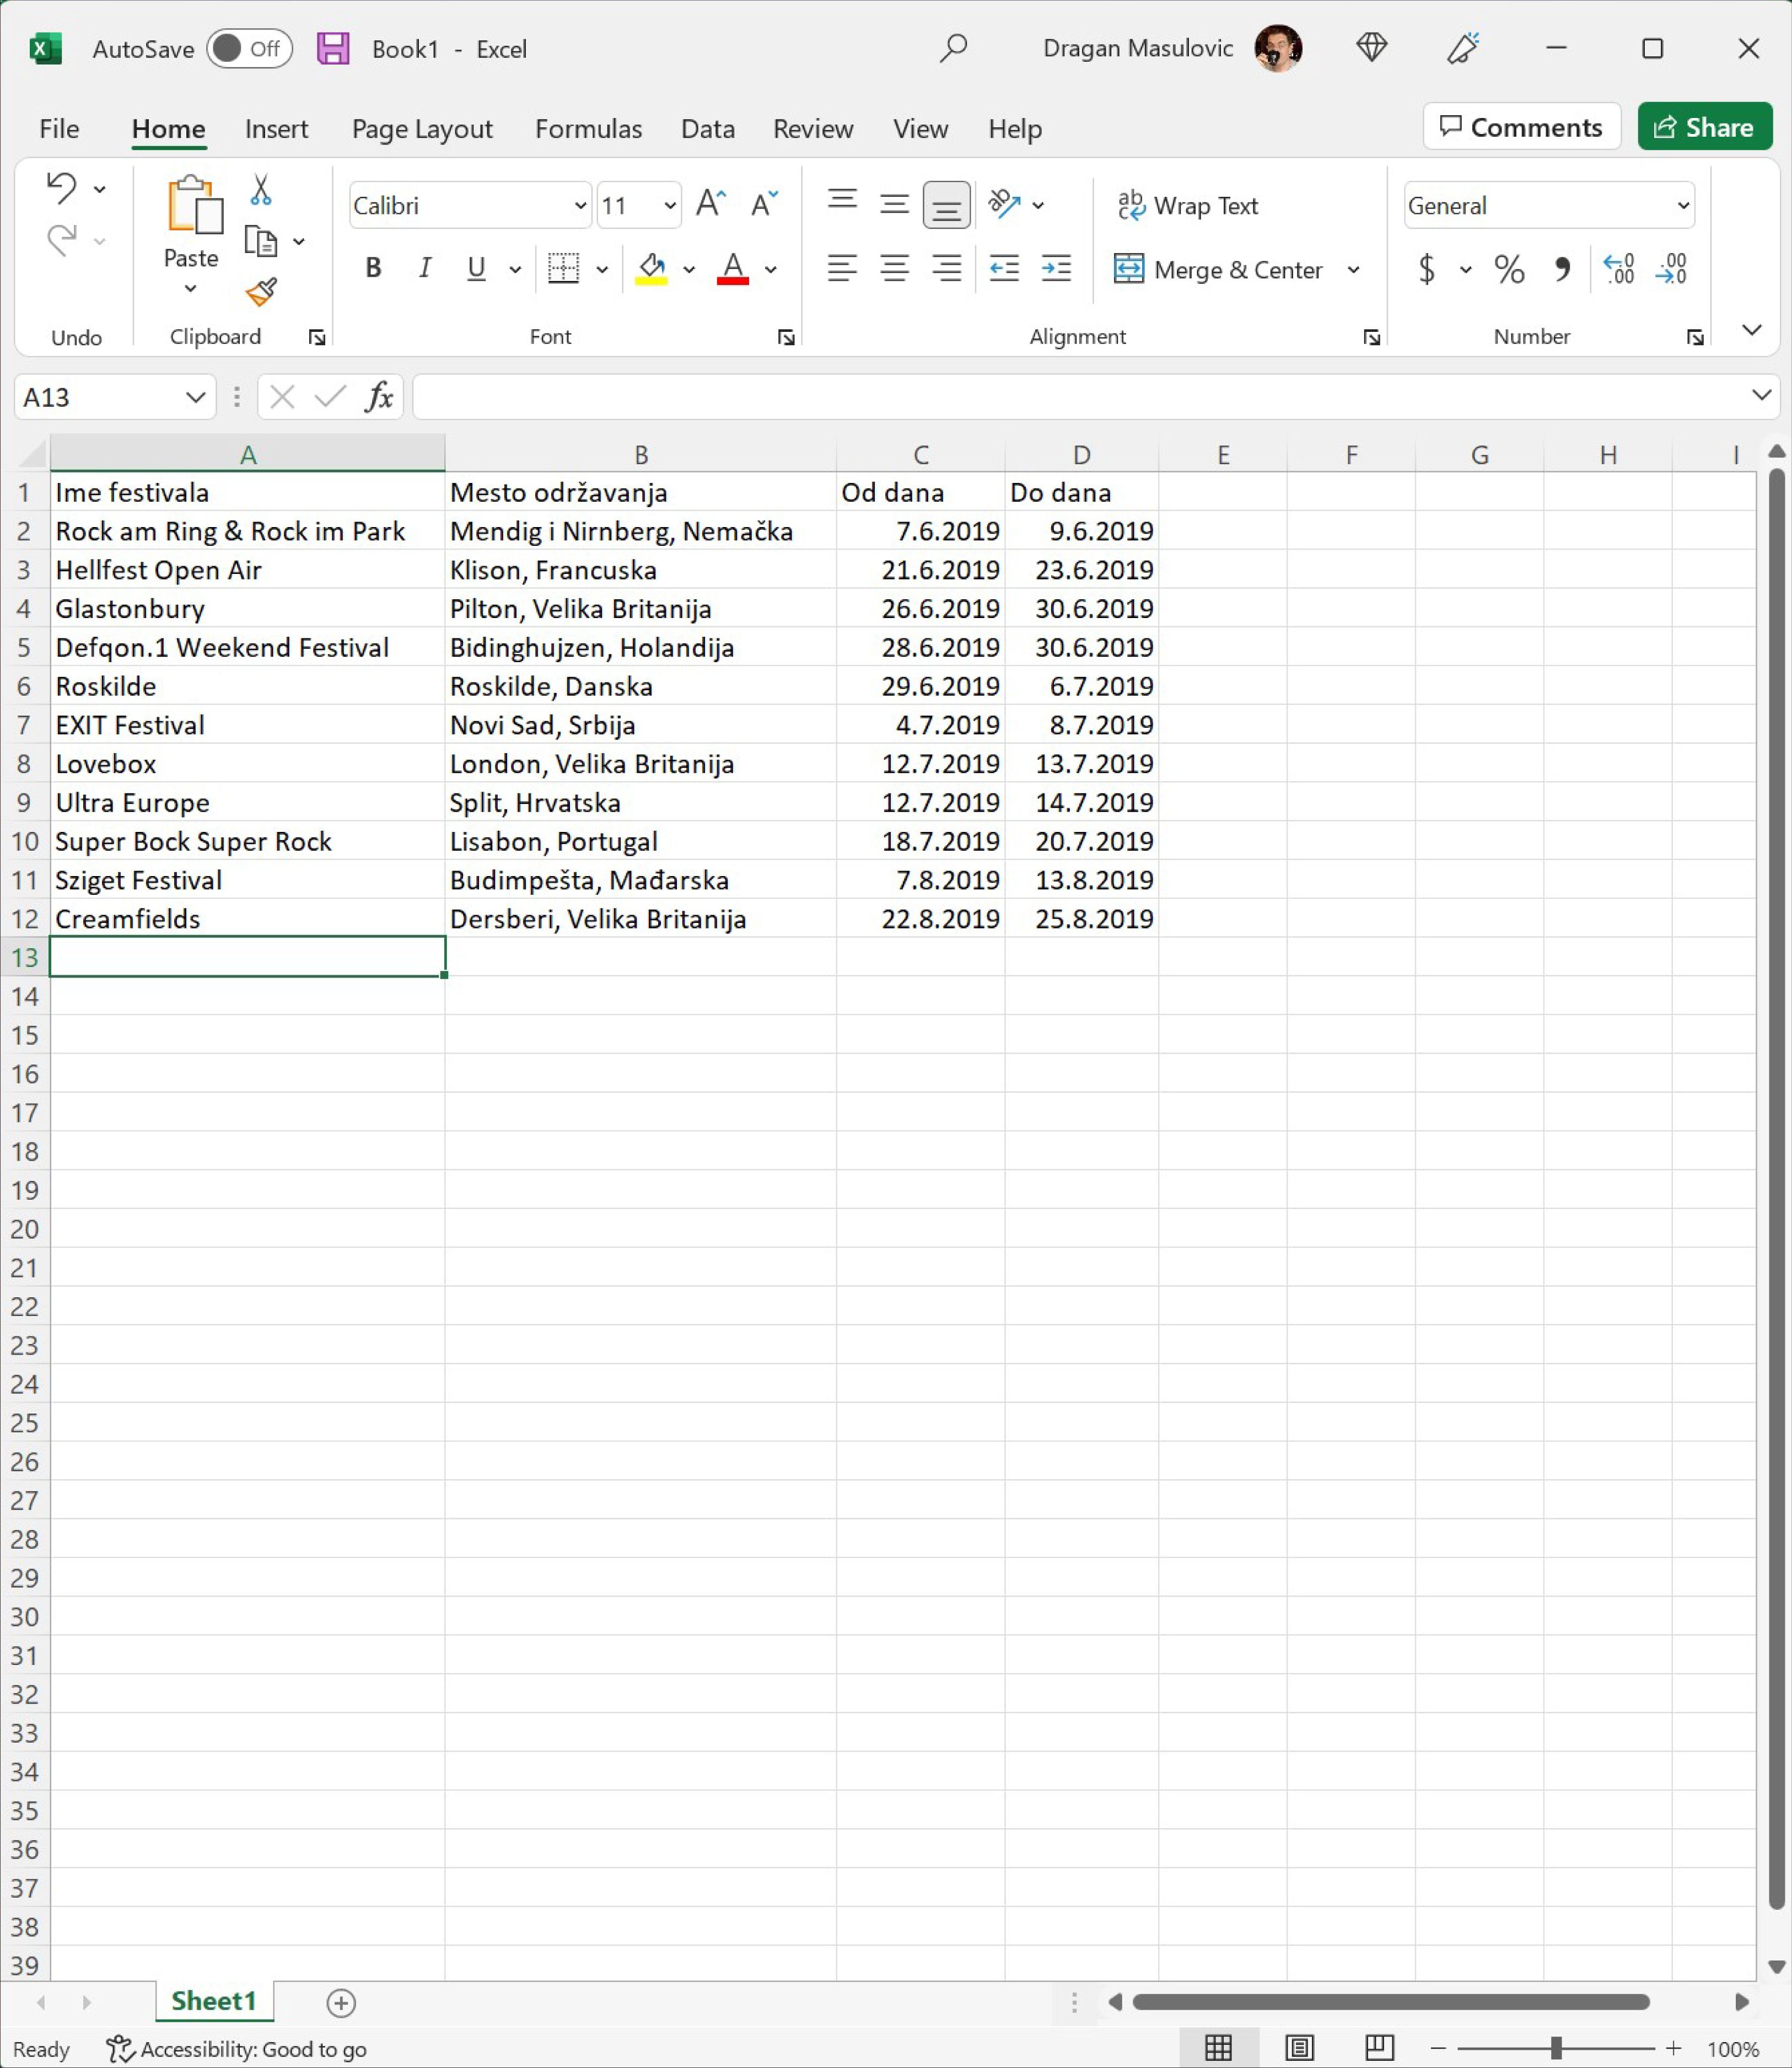 AutoSave Off Book1 - Excel Dragan Masulovic
File Home Insert Page Layout Formulas Data Review View Help Comments Share
Calibri 11 Wrap Text General
Paste B I U A Merge & Center $ % 9
Undo Clipboard Font Alignment Number
A13 fx
A B C D E F G H I
1 Ime festivala Mesto održavanja Od dana Do dana
2 Rock am Ring & Rock im Park Mendig i Nirnberg, Nemačka 7.6.2019 9.6.2019
3 Hellfest Open Air Klison, Francuska 21.6.2019 23.6.2019
4 Glastonbury Pilton, Velika Britanija 26.6.2019 30.6.2019
5 Defqon.1 Weekend Festival Bidinghujzen, Holandija 28.6.2019 30.6.2019
6 Roskilde Roskilde, Danska 29.6.2019 6.7.2019
7 EXIT Festival Novi Sad, Srbija 4.7.2019 8.7.2019
8 Lovebox London, Velika Britanija 12.7.2019 13.7.2019
9 Ultra Europe Split, Hrvatska 12.7.2019 14.7.2019
10 Super Bock Super Rock Lisabon, Portugal 18.7.2019 20.7.2019
11 Sziget Festival Budimpešta, Mađarska 7.8.2019 13.8.2019
12 Creamfields Dersberi, Velika Britanija 22.8.2019 25.8.2019
13
14
15
16
17
18
19
20
21
22
23
24
25
26
27
28
29
30
31
32
33
34
35
36
37
38
39
Sheet1
Ready Accessibility: Good to go 100%